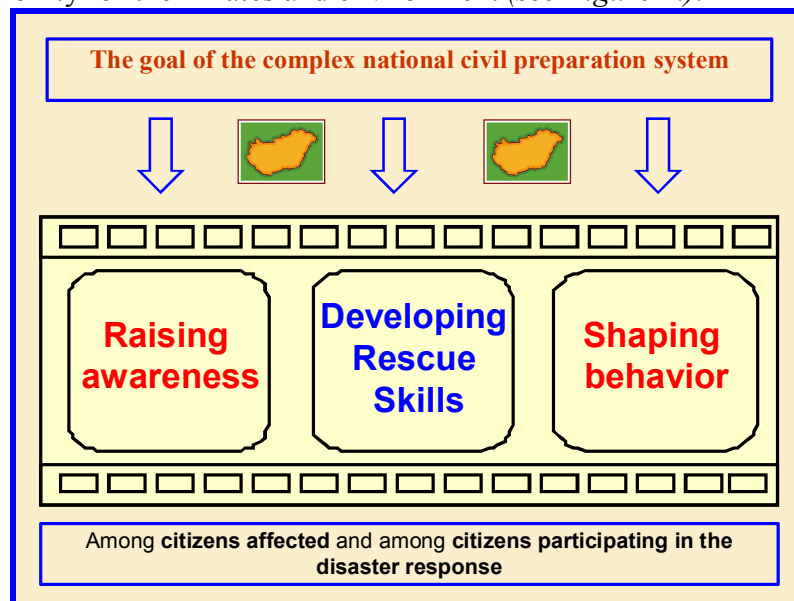 The goal of the complex national civil preparation system
Raising
awareness
Developing
Rescue
Skills
Shaping
behavior
Among citizens affected and among citizens participating in the
disaster response